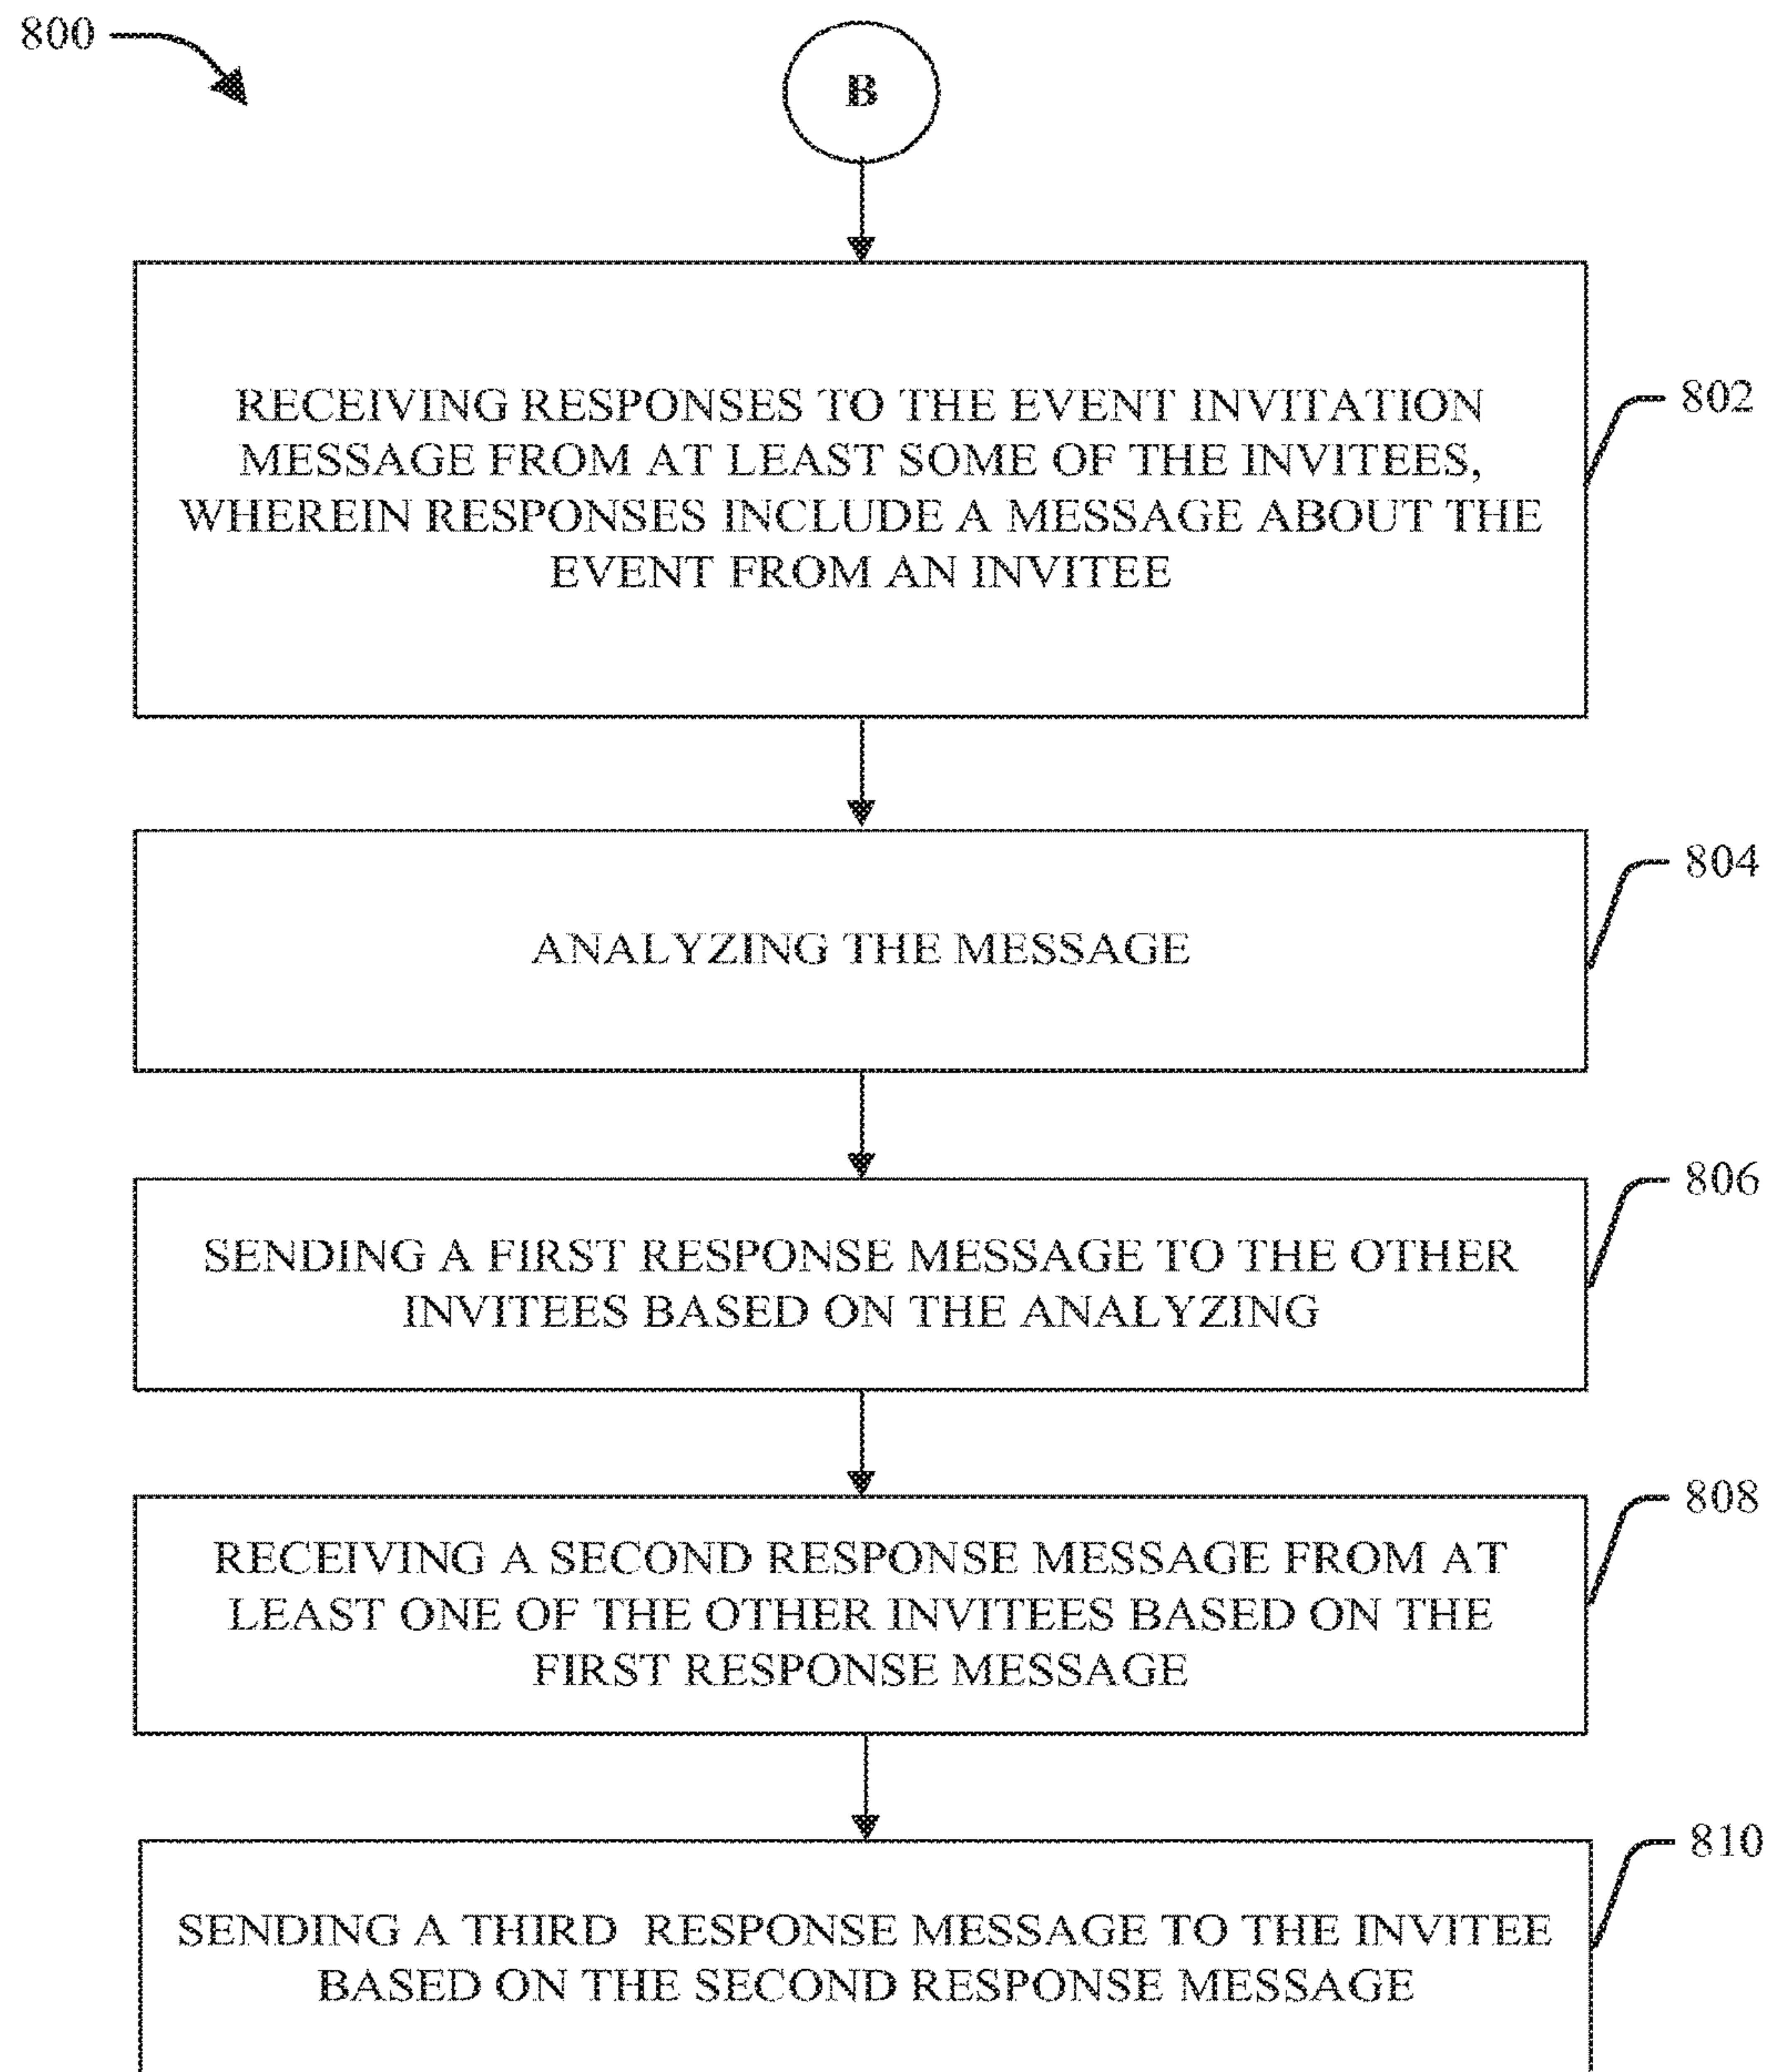 800
B
RECEIVING RESPONSES TO THE EVENT INVITATION
MESSAGE FROM AT LEAST SOME OF THE INVITEES,
WHEREIN RESPONSES INCLUDE A MESSAGE ABOUT THE
EVENT FROM AN INVITEE
802
ANALYZING THE MESSAGE
804
SENDING A FIRST RESPONSE MESSAGE TO THE OTHER
INVITEES BASED ON THE ANALYZING
806
RECEIVING A SECOND RESPONSE MESSAGE FROM AT
LEAST ONE OF THE OTHER INVITEES BASED ON THE
FIRST RESPONSE MESSAGE
808
SENDING A THIRD RESPONSE MESSAGE TO THE INVITEE
BASED ON THE SECOND RESPONSE MESSAGE
810